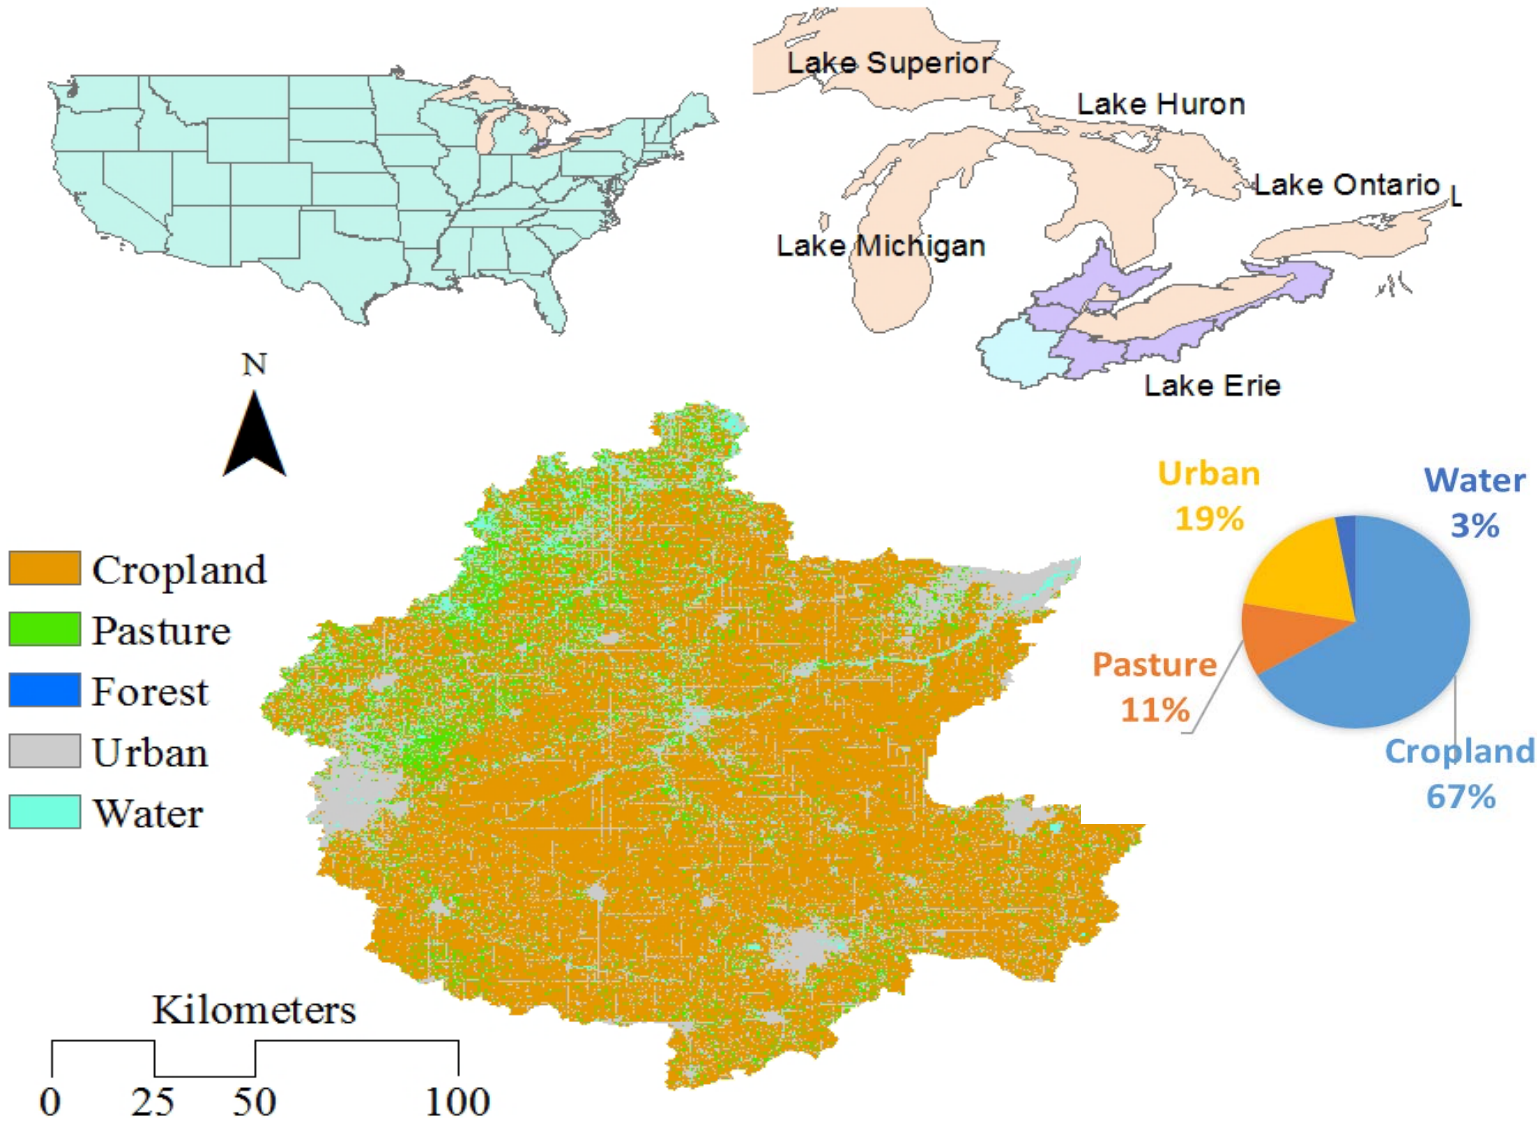 Lake Superior
Lake Huron
Lake Ontario
L
Lake Michigan
Lake Erie
N
Urban
19%
Water
3%
Pasture
11%
Cropland
67%
Cropland
Pasture
Forest
Urban
Water
Kilometers
0 25 50 100